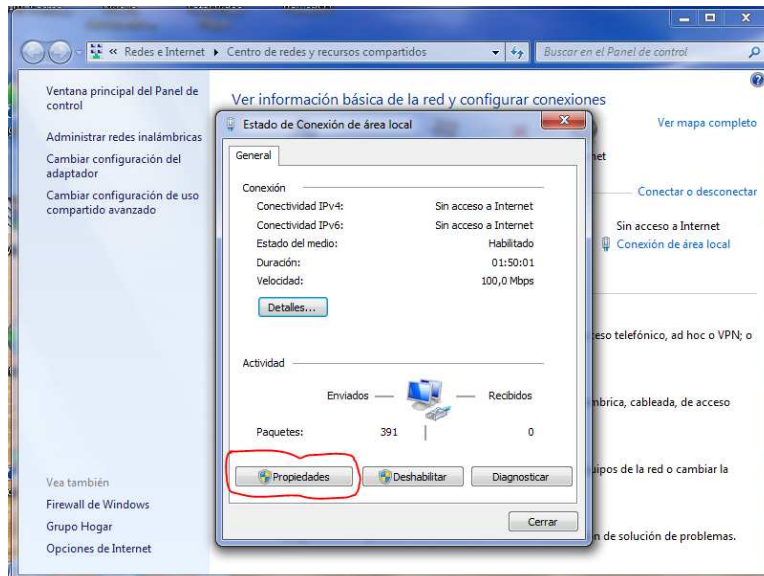 « Redes e Internet ▸ Centro de redes y recursos compartidos
Buscar en el Panel de control
Ventana principal del Panel de
control
Administrar redes inalámbricas
Cambiar configuración del
adaptador
Cambiar configuración de uso
compartido avanzado
Vea también
Firewall de Windows
Grupo Hogar
Opciones de Internet
Ver información básica de la red y configurar conexiones
Ver mapa completo
net
Conectar o desconectar
Sin acceso a Internet
Conexión de área local
eso telefónico, ad hoc o VPN; o
mbrica, cableada, de acceso
uipos de la red o cambiar la
n de solución de problemas.
Estado de Conexión de área local
General
Conexión
Conectividad IPv4: Sin acceso a Internet
Conectividad IPv6: Sin acceso a Internet
Estado del medio: Habilitado
Duración: 01:50:01
Velocidad: 100,0 Mbps
Detalles...
Actividad
Enviados — — Recibidos
Paquetes: 391 | 0
Propiedades Deshabilitar Diagnosticar
Cerrar